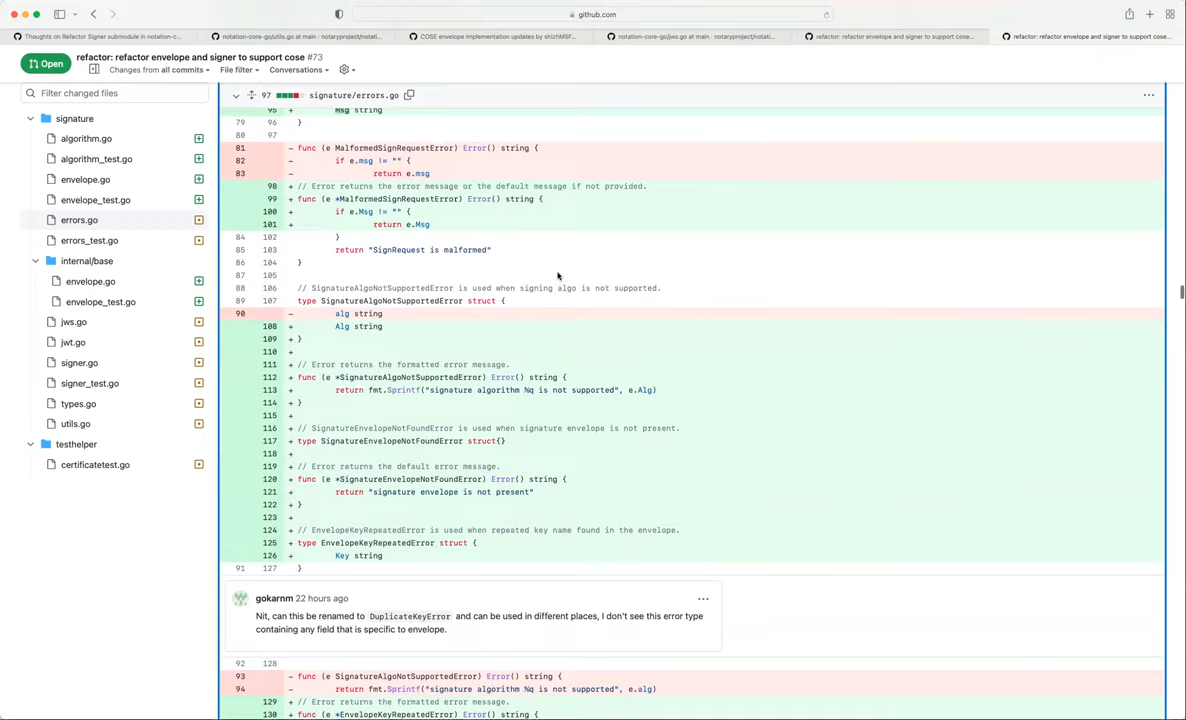 github.com
Thoughts on Refactor Signer submodule in notation-c...
notation-core-go/utils.go at main · notaryproject/notati...
COSE envelope implementation updates by shizhMSF...
notation-core-go/jws.go at main · notaryproject/notati...
refactor: refactor envelope and signer to support cose...
refactor: refactor envelope and signer to support cose...
Open
refactor: refactor envelope and signer to support cose #73
Changes from all commits
File filter
Conversations
Filter changed files
signature
algorithm.go
algorithm_test.go
envelope.go
envelope_test.go
errors.go
errors_test.go
internal/base
envelope.go
envelope_test.go
jws.go
jwt.go
signer.go
signer_test.go
types.go
utils.go
testhelper
certificatetest.go
97 signature/errors.go
95 + Msg string
79 96 }
80 97
81 - func (e MalformedSignRequestError) Error() string {
82 - if e.msg != "" {
83 - return e.msg
98 + // Error returns the error message or the default message if not provided.
99 + func (e *MalformedSignRequestError) Error() string {
100 + if e.Msg != "" {
101 + return e.Msg
84 102 }
85 103 return "SignRequest is malformed"
86 104 }
87 105
88 106 // SignatureAlgoNotSupportedError is used when signing algo is not supported.
89 107 type SignatureAlgoNotSupportedError struct {
90 - alg string
108 + Alg string
109 + }
110 +
111 + // Error returns the formatted error message.
112 + func (e *SignatureAlgoNotSupportedError) Error() string {
113 + return fmt.Sprintf("signature algorithm %q is not supported", e.Alg)
114 + }
115 +
116 + // SignatureEnvelopeNotFoundError is used when signature envelope is not present.
117 + type SignatureEnvelopeNotFoundError struct{}
118 +
119 + // Error returns the default error message.
120 + func (e *SignatureEnvelopeNotFoundError) Error() string {
121 + return "signature envelope is not present"
122 + }
123 +
124 + // EnvelopeKeyRepeatedError is used when repeated key name found in the envelope.
125 + type EnvelopeKeyRepeatedError struct {
126 + Key string
91 127 }
gokarnm 22 hours ago
Nit, can this be renamed to DuplicateKeyError and can be used in different places, I don't see this error type
containing any field that is specific to envelope.
92 128
93 - func (e SignatureAlgoNotSupportedError) Error() string {
94 - return fmt.Sprintf("signature algorithm %q is not supported", e.alg)
129 + // Error returns the formatted error message.
130 + func (e *EnvelopeKeyRepeatedError) Error() string {